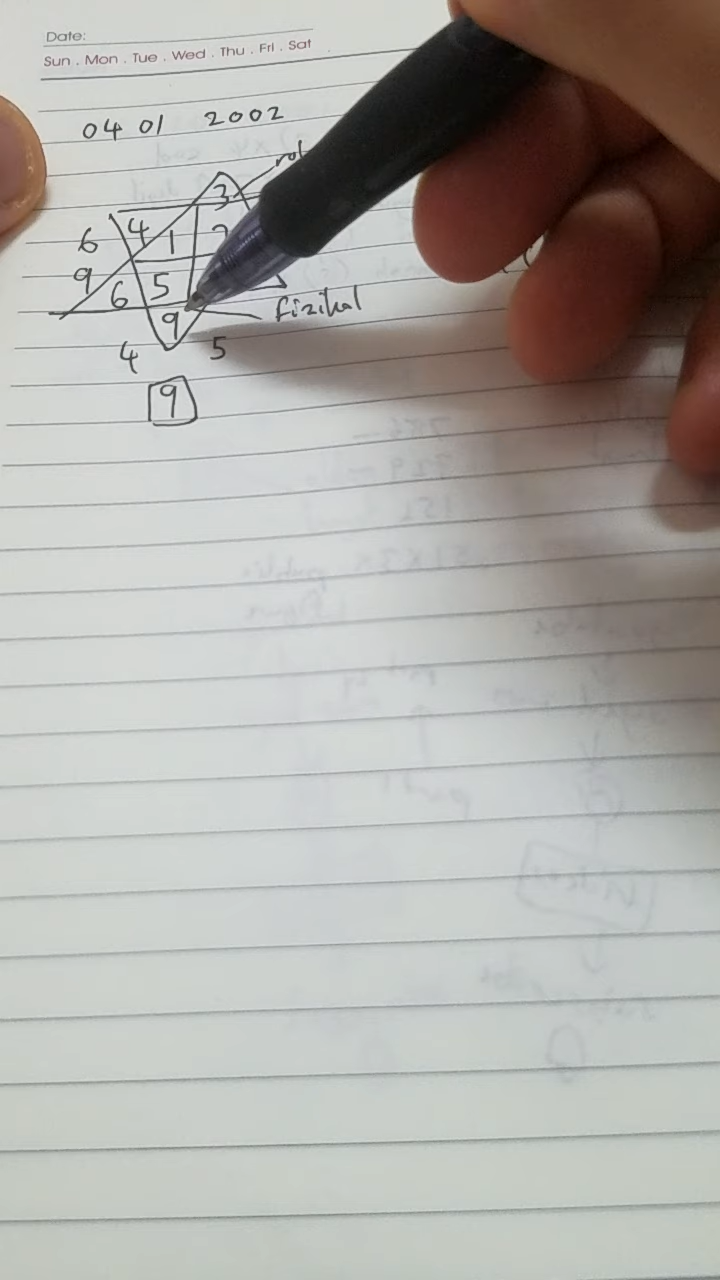 Date:
Sun . Mon . Tue . Wed . Thu . Fri . Sat
04 01 2002
3
6 4 1
9 6 5
fizikal
9
4 5
9